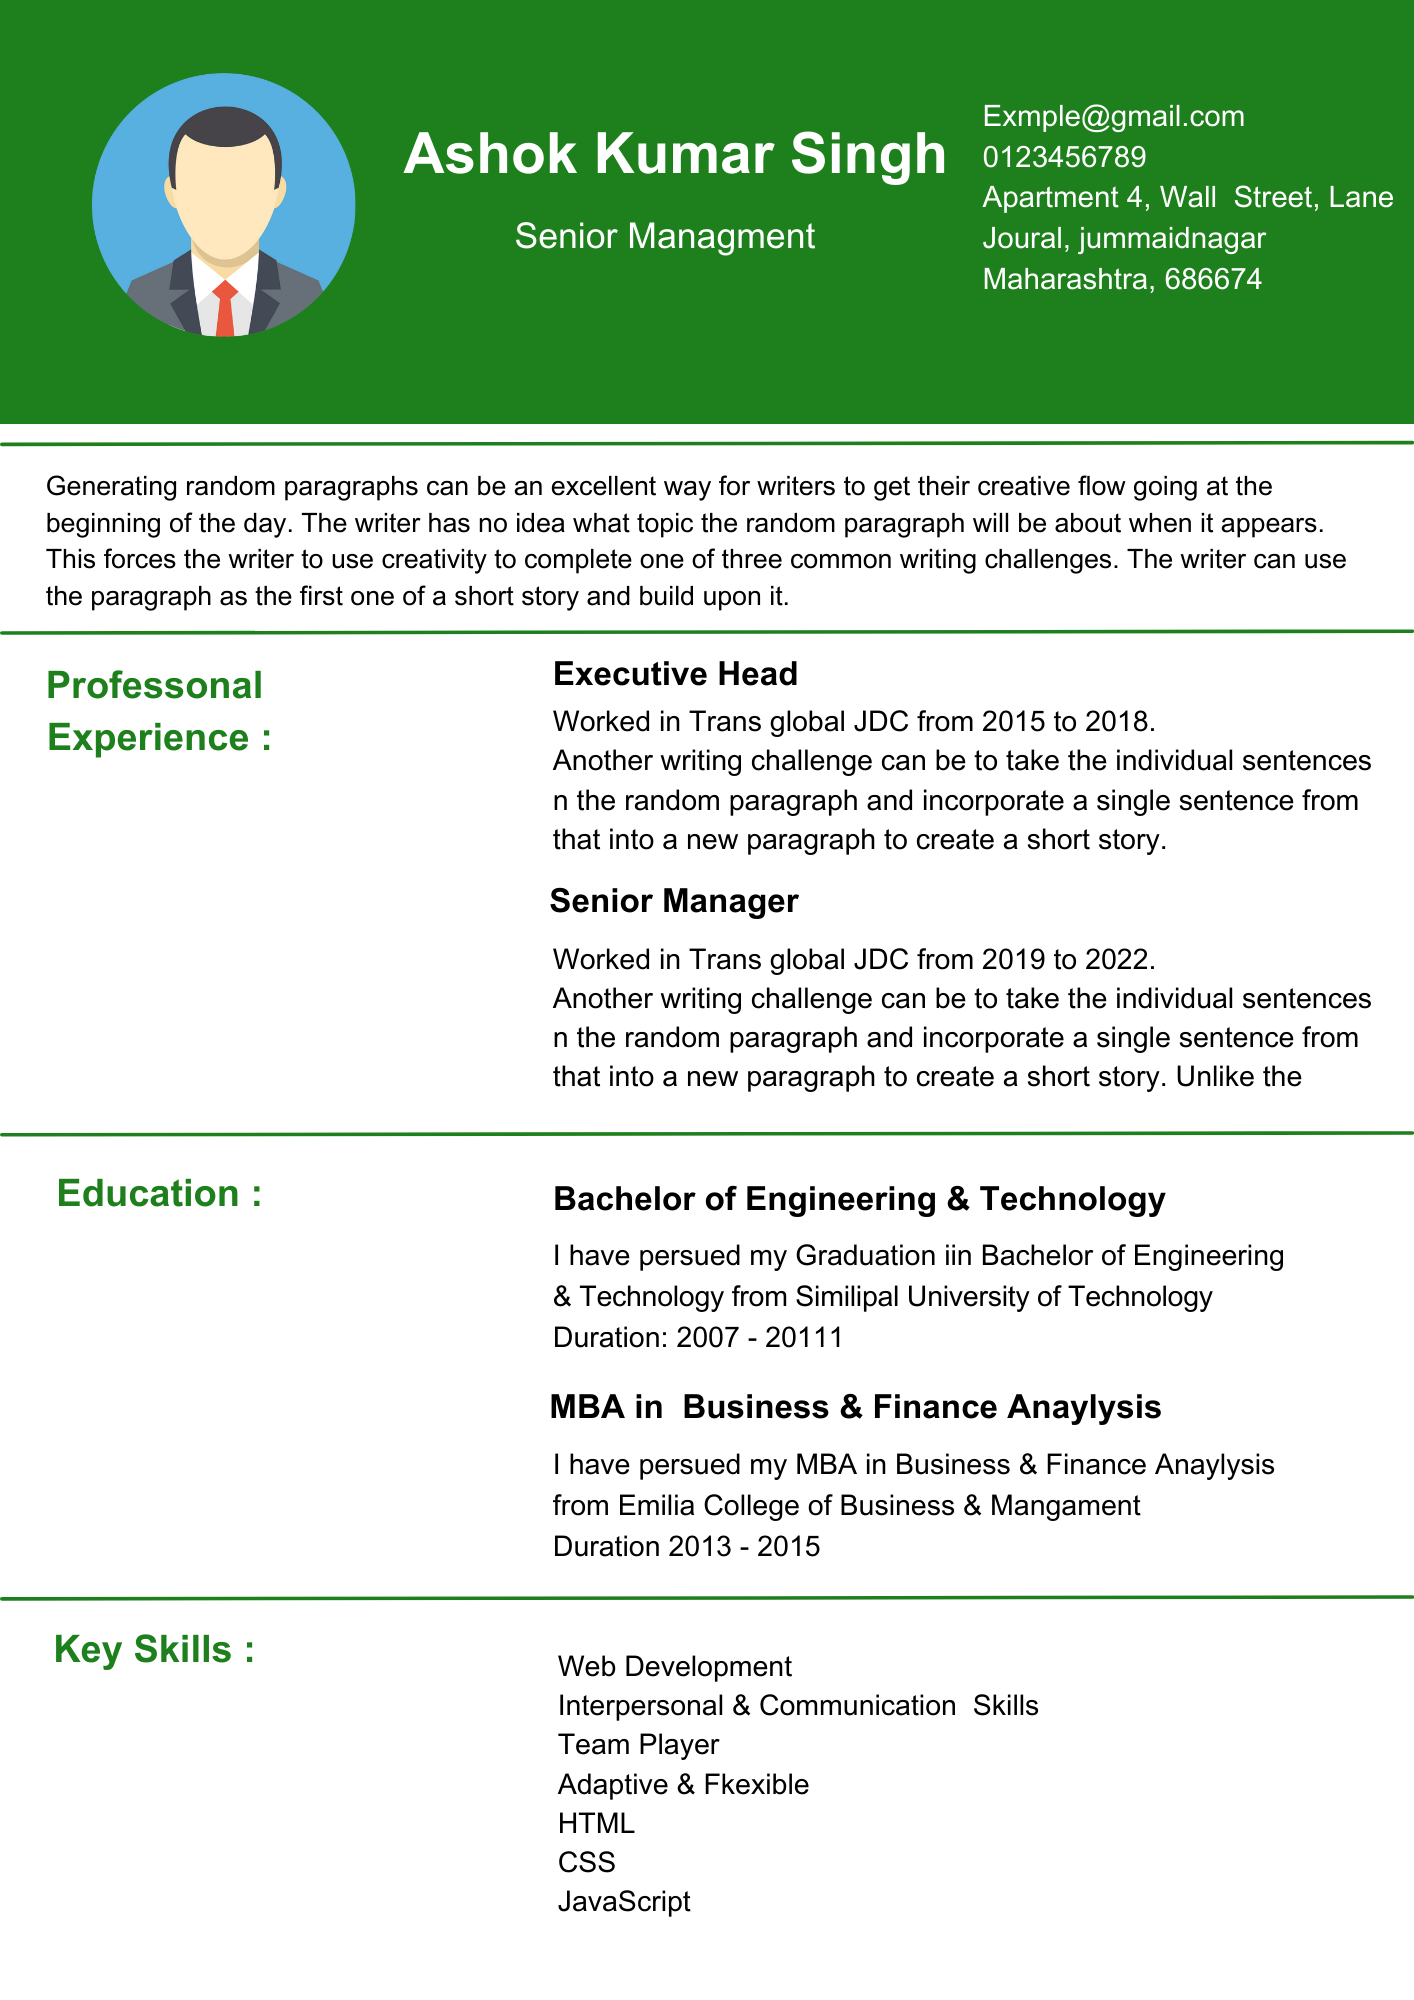 Ashok Kumar Singh
Senior Managment
Exmple@gmail.com
0123456789
Apartment 4, Wall  Street, Lane
Joural, jummaidnagar
Maharashtra, 686674
Generating random paragraphs can be an excellent way for writers to get their creative flow going at the
beginning of the day. The writer has no idea what topic the random paragraph will be about when it appears.
This forces the writer to use creativity to complete one of three common writing challenges. The writer can use
the paragraph as the first one of a short story and build upon it.
Professonal
Experience :
Executive Head
Worked in Trans global JDC from 2015 to 2018.
Another writing challenge can be to take the individual sentences
n the random paragraph and incorporate a single sentence from
that into a new paragraph to create a short story.
Senior Manager
Worked in Trans global JDC from 2019 to 2022.
Another writing challenge can be to take the individual sentences
n the random paragraph and incorporate a single sentence from
that into a new paragraph to create a short story. Unlike the
Education :
Bachelor of Engineering & Technology
I have persued my Graduation iin Bachelor of Engineering
& Technology from Similipal University of Technology
Duration: 2007 - 20111
MBA in  Business & Finance Anaylysis
I have persued my MBA in Business & Finance Anaylysis
from Emilia College of Business & Mangament
Duration 2013 - 2015
Key Skills :
Web Development
Interpersonal & Communication  Skills
Team Player
Adaptive & Fkexible
HTML
CSS
JavaScript